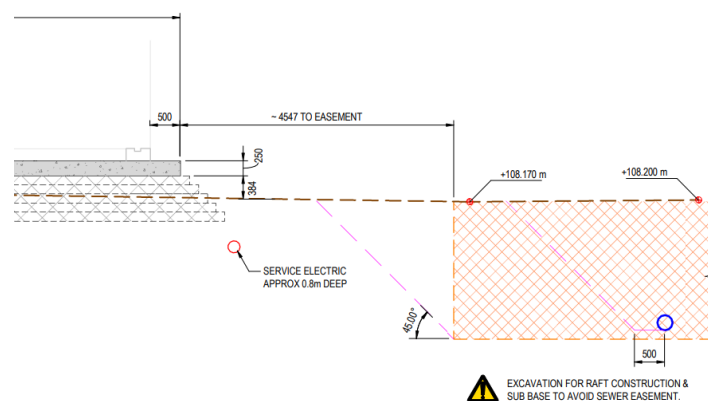 500
~ 4547 TO EASEMENT
250
384
+108.170 m
+108.200 m
SERVICE ELECTRIC
APPROX 0.8m DEEP
45.00°
500
EXCAVATION FOR RAFT CONSTRUCTION &
SUB BASE TO AVOID SEWER EASEMENT.